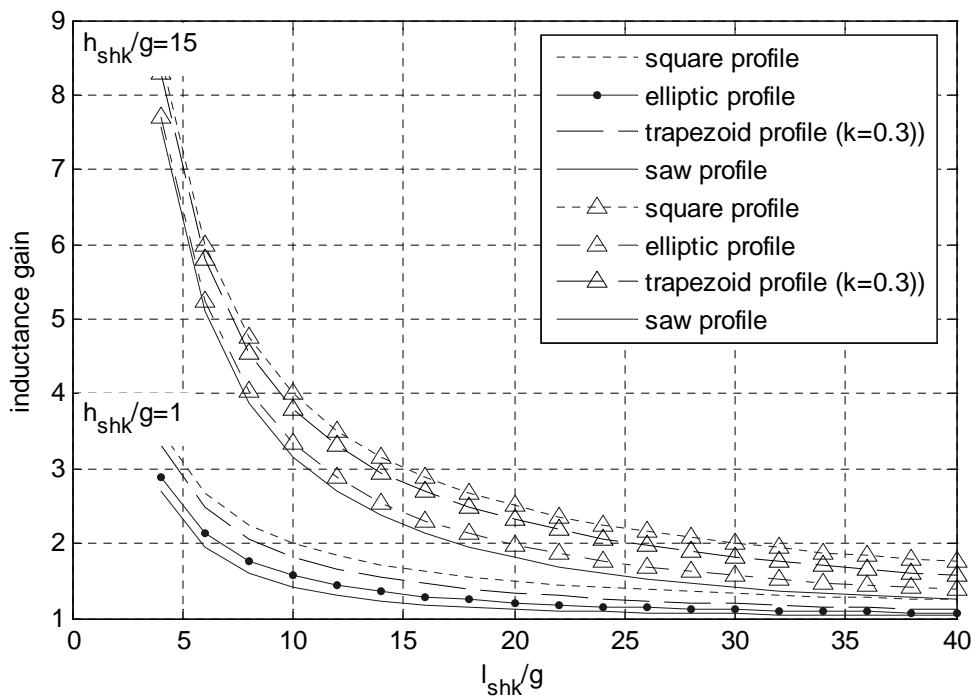 9
h_shk/g=15
8
7
6
5
4
h_shk/g=1
3
2
1
inductance gain
square profile
elliptic profile
trapezoid profile (k=0.3))
saw profile
square profile
elliptic profile
trapezoid profile (k=0.3))
saw profile
0 5 10 15 20 25 30 35 40
l_shk/g